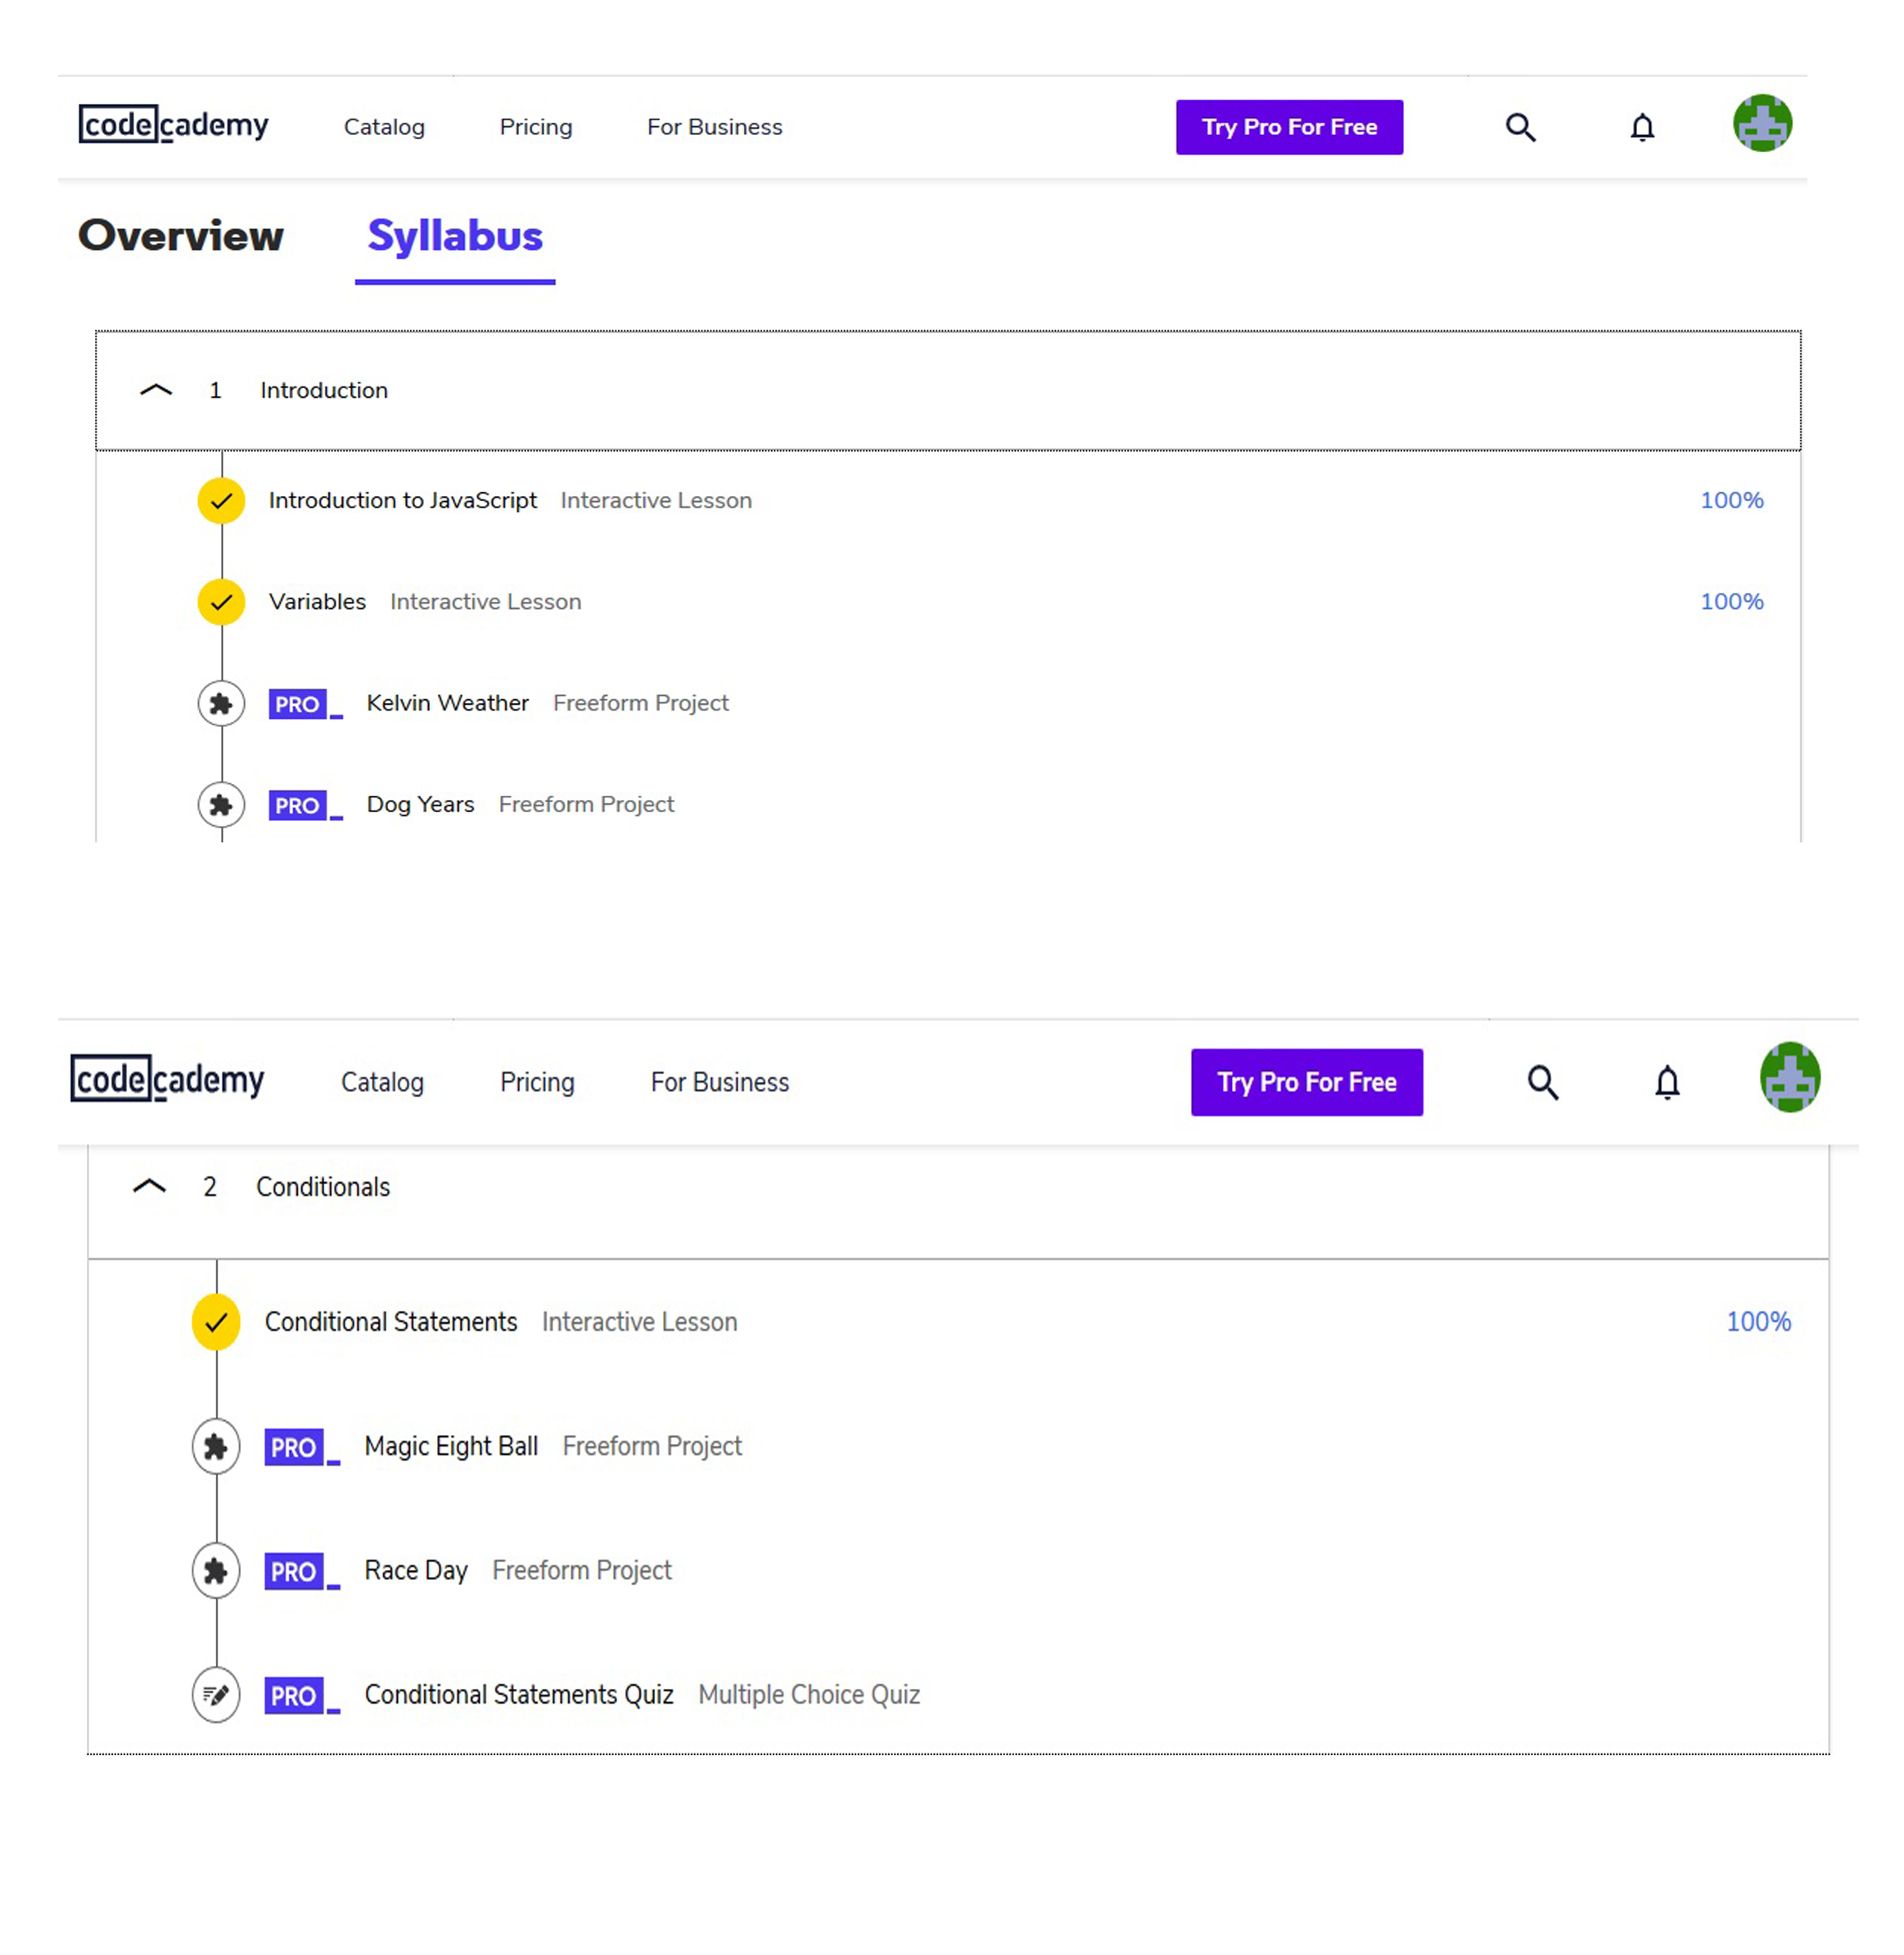 codecademy Catalog Pricing For Business Try Pro For Free
Overview Syllabus
1 Introduction
Introduction to JavaScript Interactive Lesson 100%
Variables Interactive Lesson 100%
PRO Kelvin Weather Freeform Project
PRO Dog Years Freeform Project
codecademy Catalog Pricing For Business Try Pro For Free
2 Conditionals
Conditional Statements Interactive Lesson 100%
PRO Magic Eight Ball Freeform Project
PRO Race Day Freeform Project
PRO Conditional Statements Quiz Multiple Choice Quiz